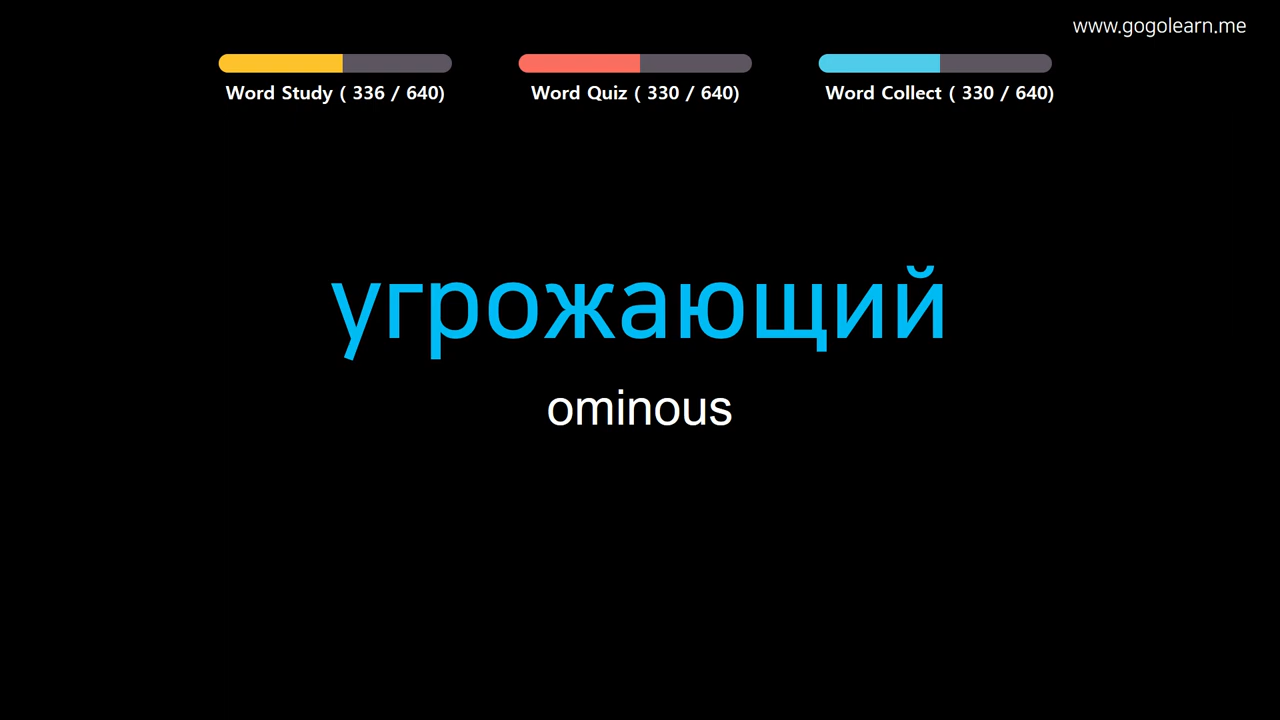 www.gogolearn.me
Word Study ( 336 / 640)
Word Quiz ( 330 / 640)
Word Collect ( 330 / 640)
угрожающий
ominous